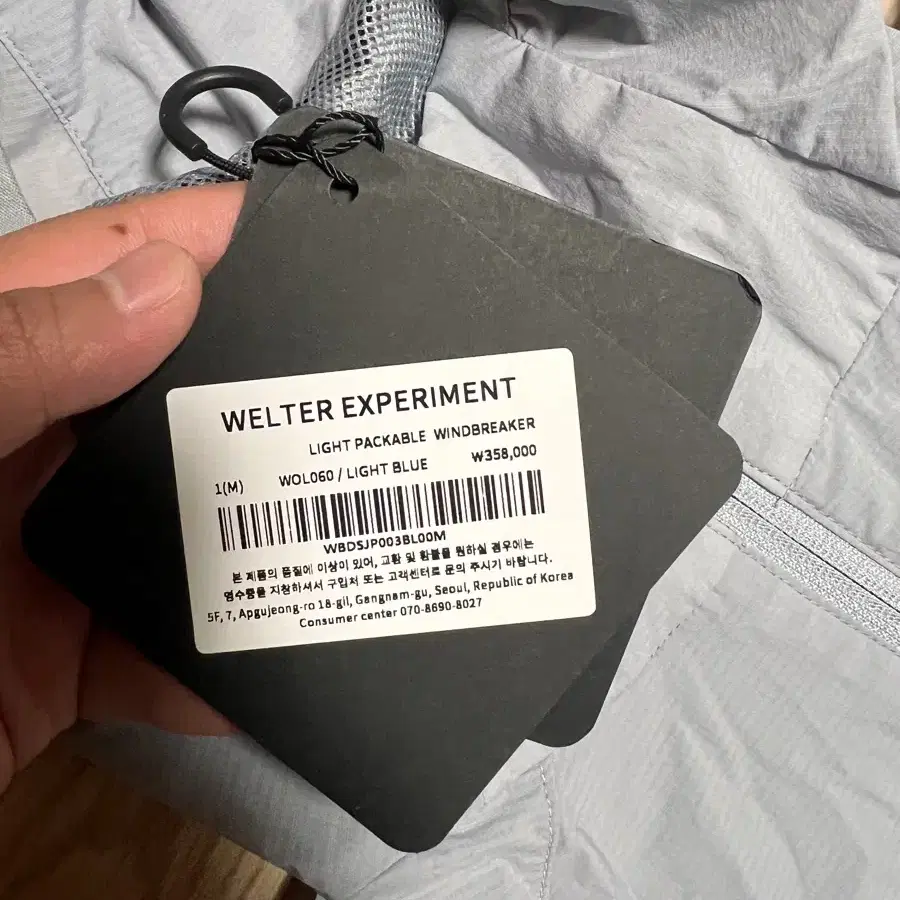 WELTER EXPERIMENT
LIGHT PACKABLE WINDBREAKER
1(M) WOL060 / LIGHT BLUE ₩358,000
WBDSJP003BL00M
본 제품의 품질에 이상이 있어, 교환 및 환불을 원하실 경우에는
영수증을 지참하셔서 구입처 또는 고객센터로 문의 주시기 바랍니다.
5F, 7, Apgujeong-ro 18-gil, Gangnam-gu, Seoul, Republic of Korea
Consumer center 070-8690-8027